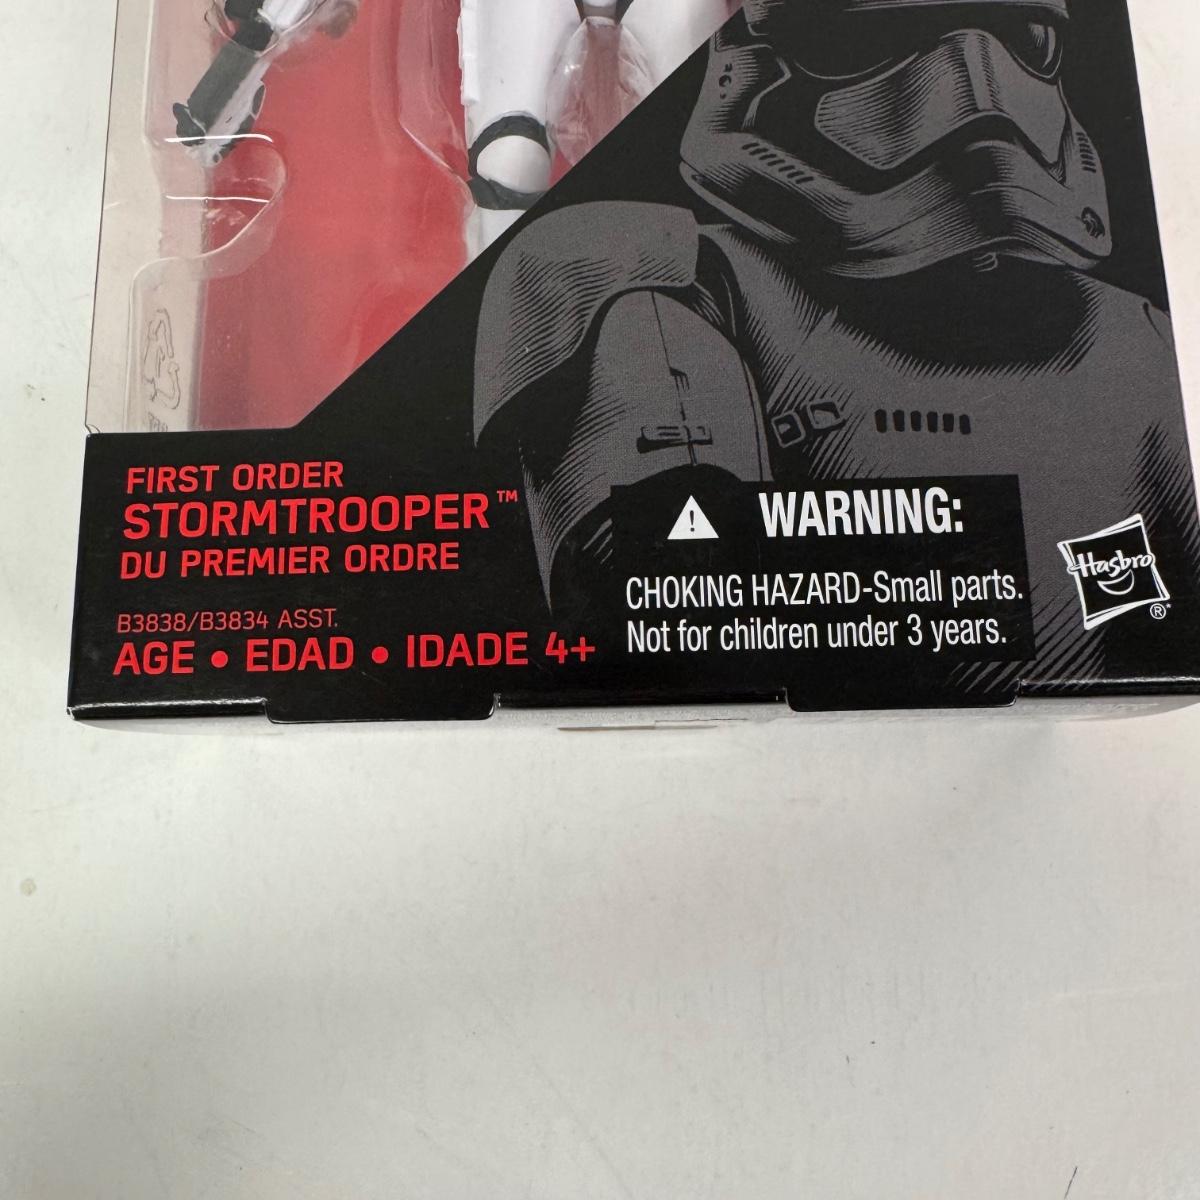 FIRST ORDER
STORMTROOPER™
DU PREMIER ORDRE
B3838/B3834 ASST.
AGE • EDAD • IDADE 4+
⚠ WARNING:
CHOKING HAZARD-Small parts.
Not for children under 3 years.
Hasbro
®*